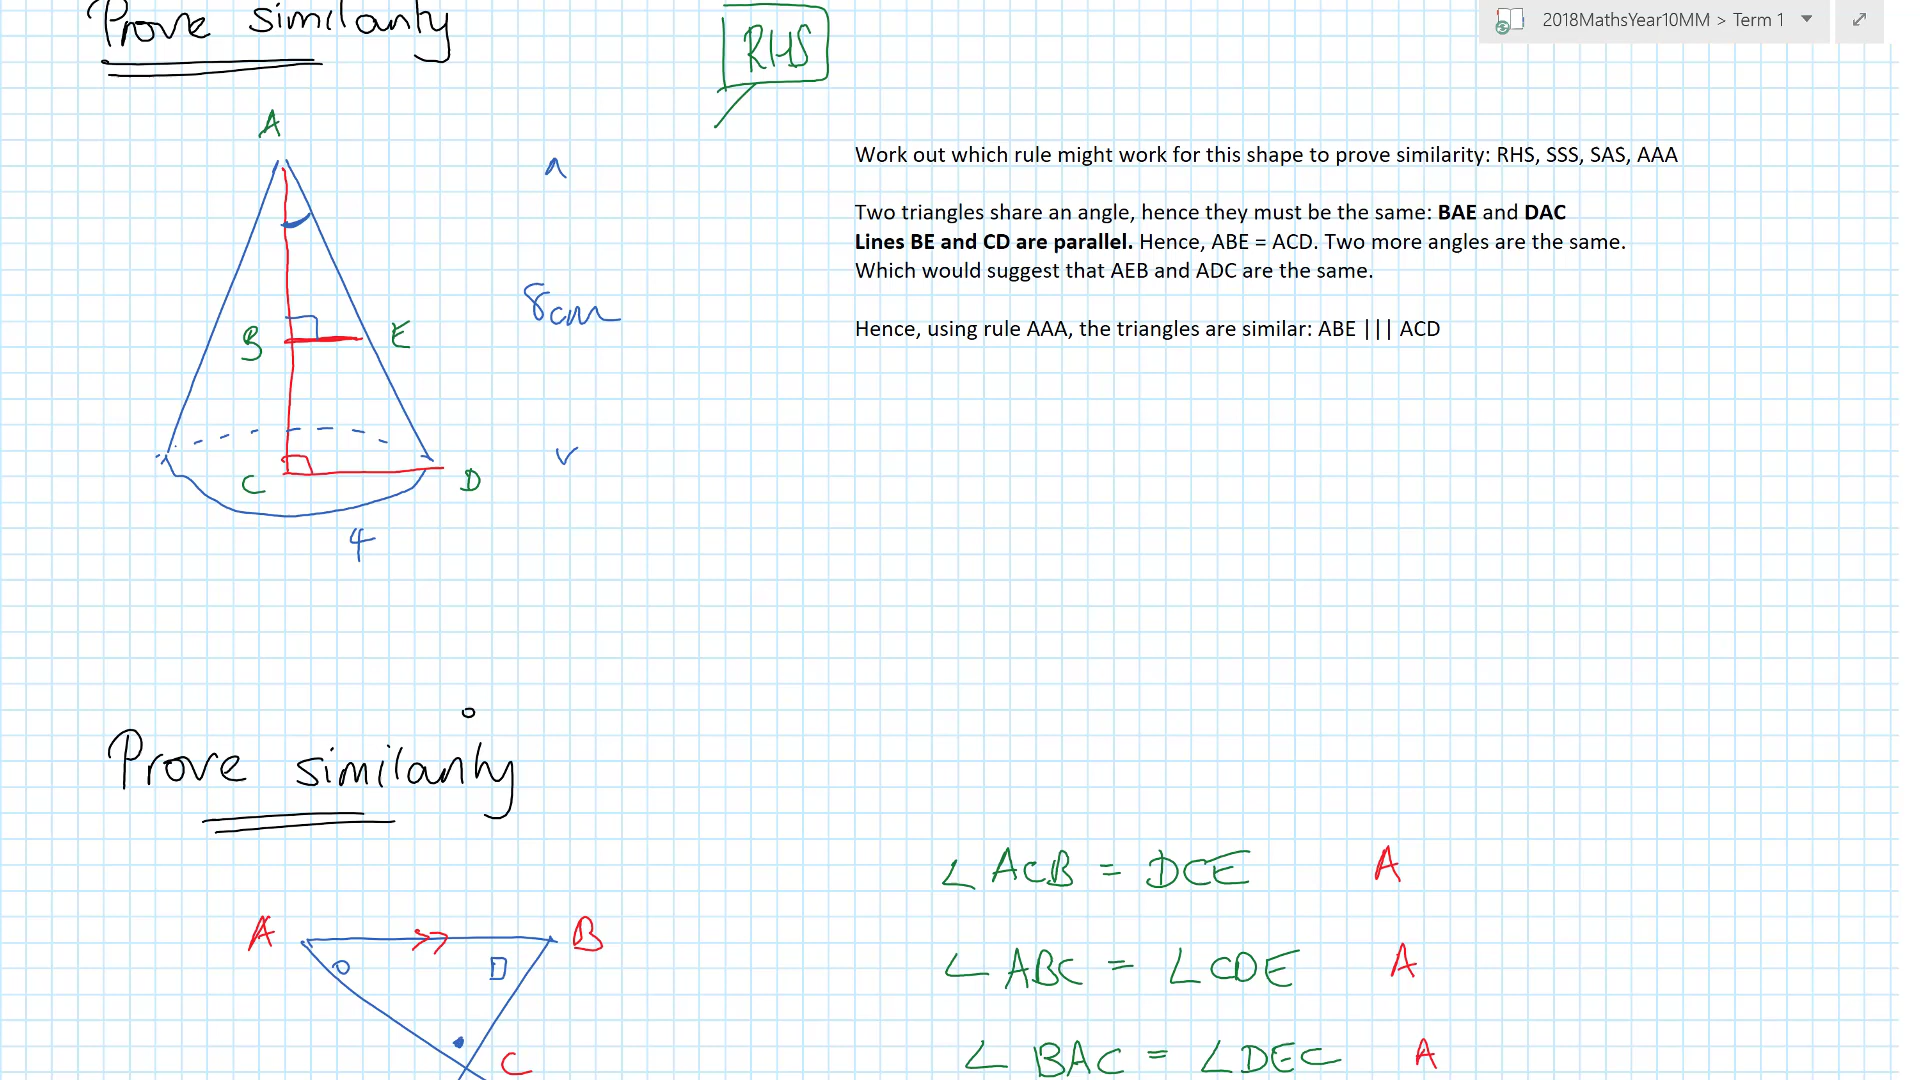 Prove similarity
RHS
2018MathsYear10MM > Term 1
A
8cm
B
E
C
D
4
Work out which rule might work for this shape to prove similarity: RHS, SSS, SAS, AAA
Two triangles share an angle, hence they must be the same: BAE and DAC
Lines BE and CD are parallel. Hence, ABE = ACD. Two more angles are the same.
Which would suggest that AEB and ADC are the same.
Hence, using rule AAA, the triangles are similar: ABE ||| ACD
Prove similarity
A
B
C
∠ ACB = DCE A
∠ ABC = ∠ CDE A
∠ BAC = ∠ DEC A